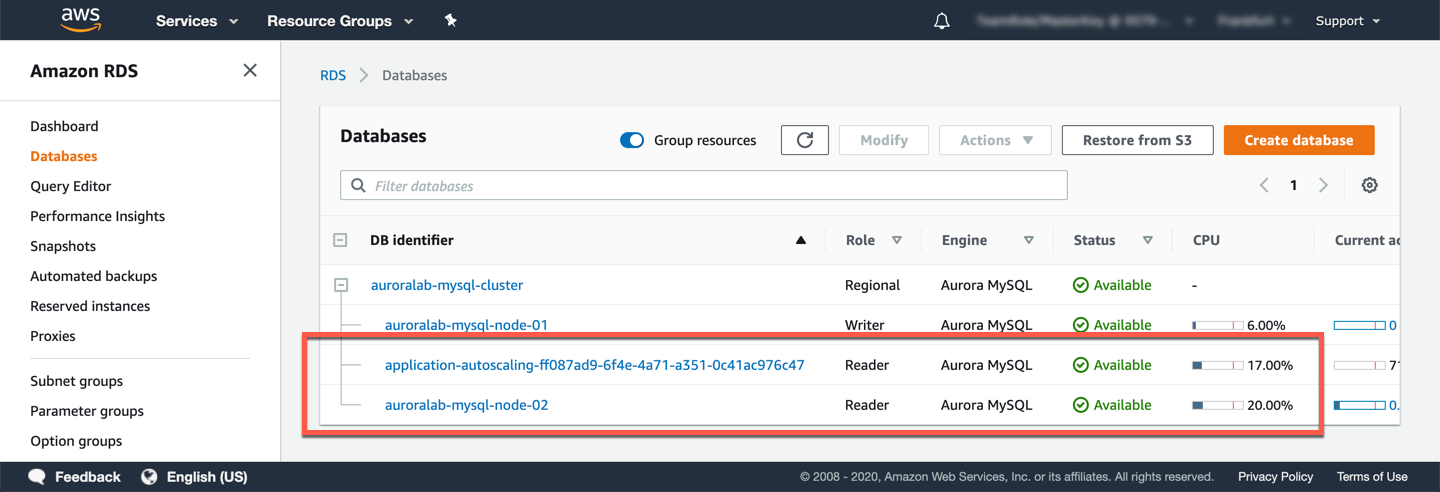 aws Services Resource Groups Support
Amazon RDS
Dashboard
Databases
Query Editor
Performance Insights
Snapshots
Automated backups
Reserved instances
Proxies
Subnet groups
Parameter groups
Option groups
RDS Databases
Databases Group resources Modify Actions Restore from S3 Create database
Filter databases 1
DB identifier Role Engine Status CPU Current ac
auroralab-mysql-cluster Regional Aurora MySQL Available -
auroralab-mysql-node-01 Writer Aurora MySQL Available 6.00% 0
application-autoscaling-ff087ad9-6f4e-4a71-a351-0c41ac976c47 Reader Aurora MySQL Available 17.00% 71
auroralab-mysql-node-02 Reader Aurora MySQL Available 20.00% 0.
Feedback English (US) © 2008 - 2020, Amazon Web Services, Inc. or its affiliates. All rights reserved. Privacy Policy Terms of Use